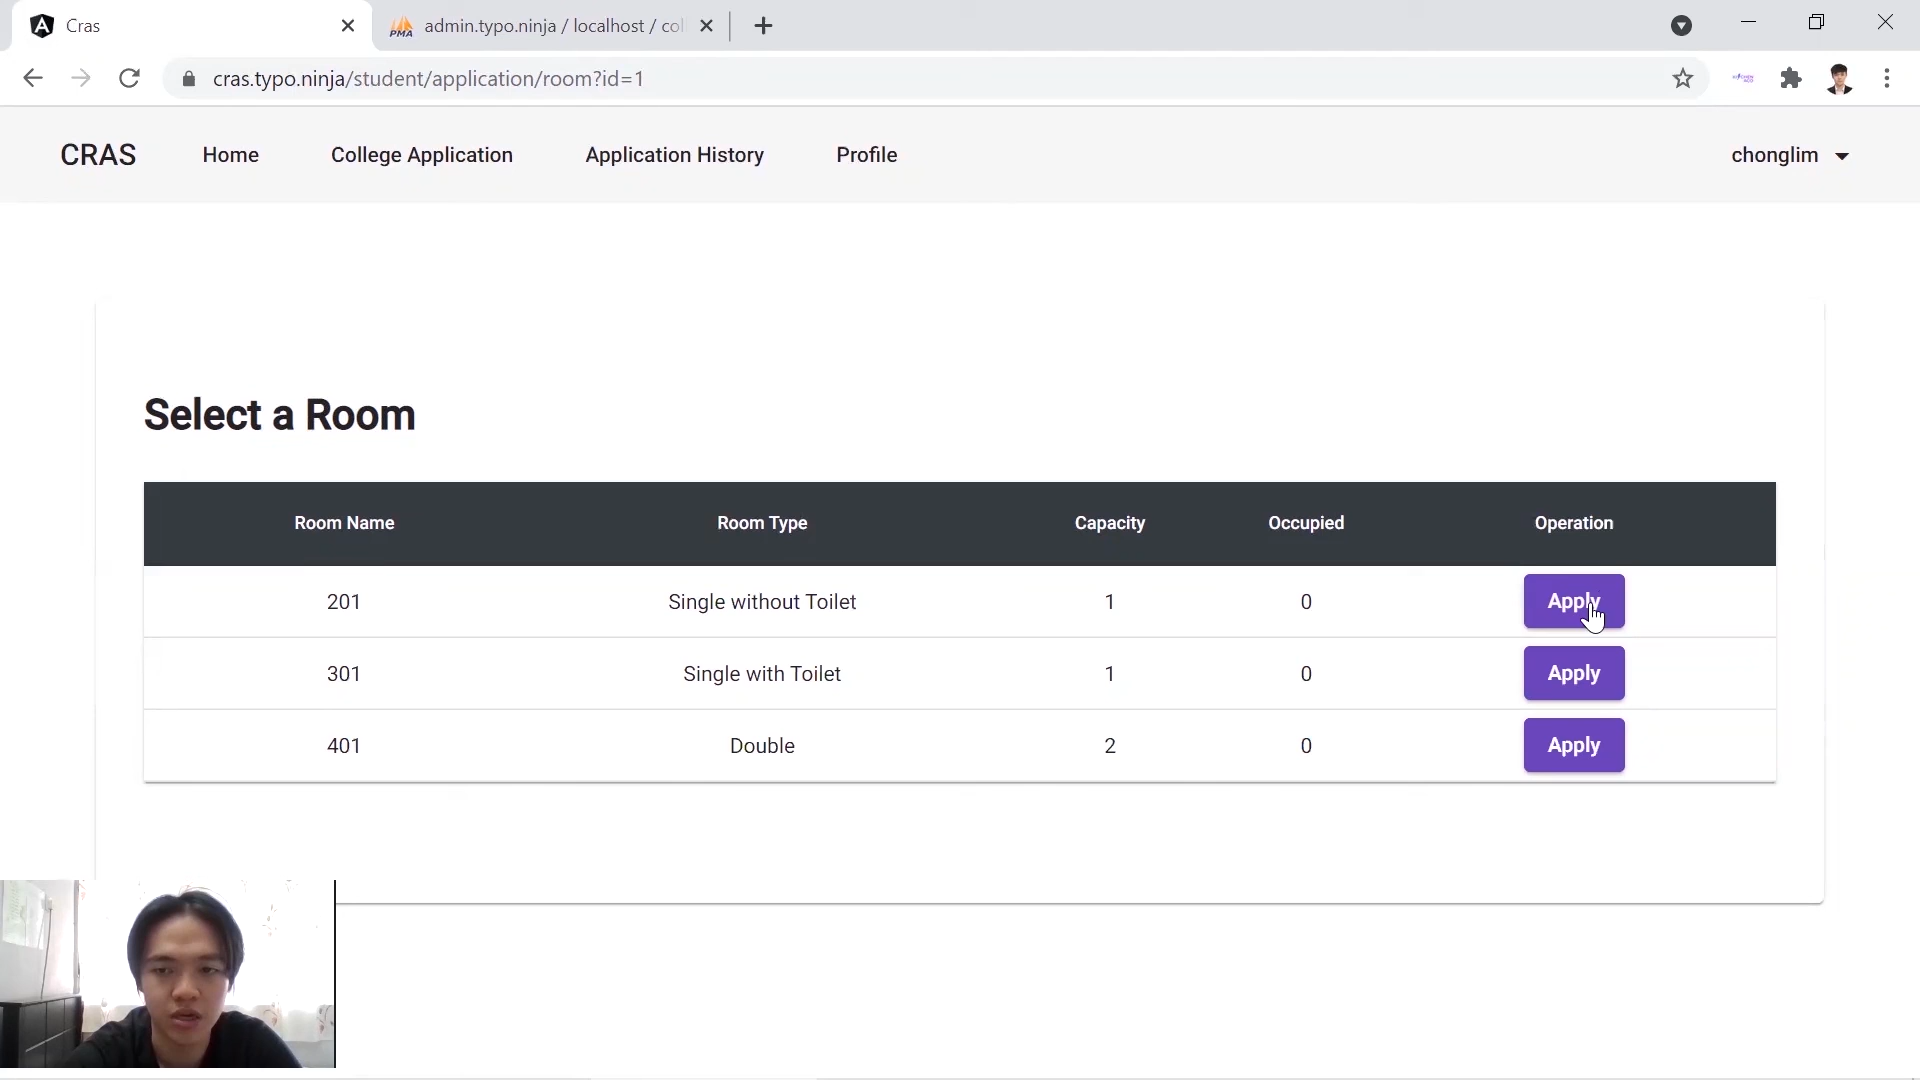 Cras
PMA admin.typo.ninja / localhost / col
cras.typo.ninja/student/application/room?id=1
CRAS Home College Application Application History Profile chonglim
Select a Room
Room Name Room Type Capacity Occupied Operation
201 Single without Toilet 1 0 Apply
301 Single with Toilet 1 0 Apply
401 Double 2 0 Apply